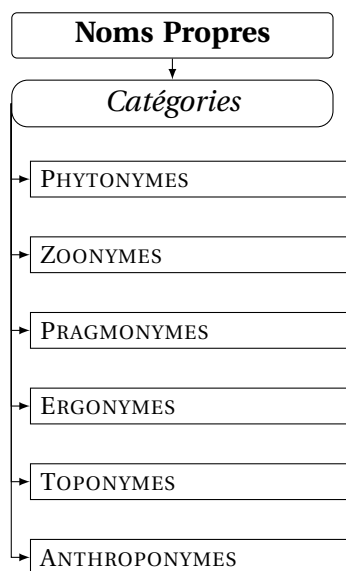 Noms Propres
Catégories
PHYTONYMES
ZOONYMES
PRAGMONYMES
ERGONYMES
TOPONYMES
ANTHROPONYMES